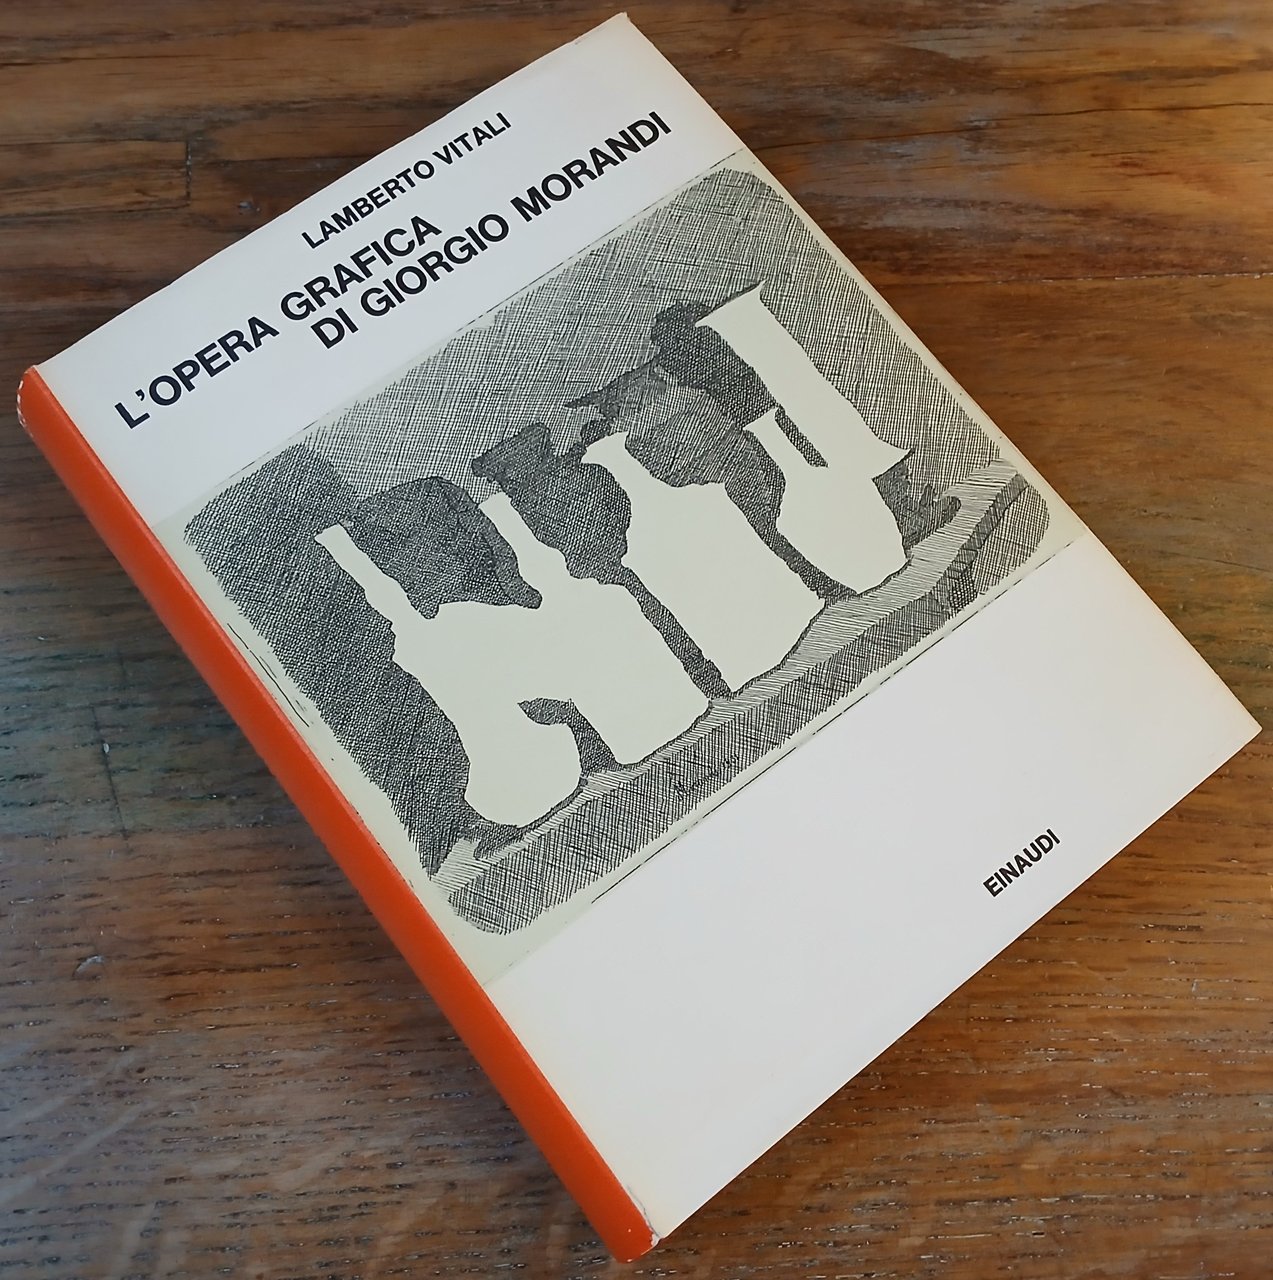 LAMBERTO VITALI
L'OPERA GRAFICA
DI GIORGIO MORANDI
EINAUDI